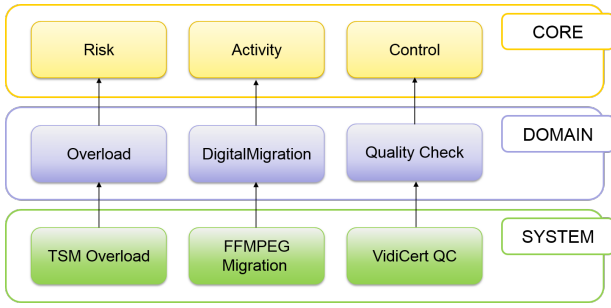 CORE
Risk
Activity
Control
DOMAIN
Overload
DigitalMigration
Quality Check
SYSTEM
TSM Overload
FFMPEG
Migration
VidiCert QC